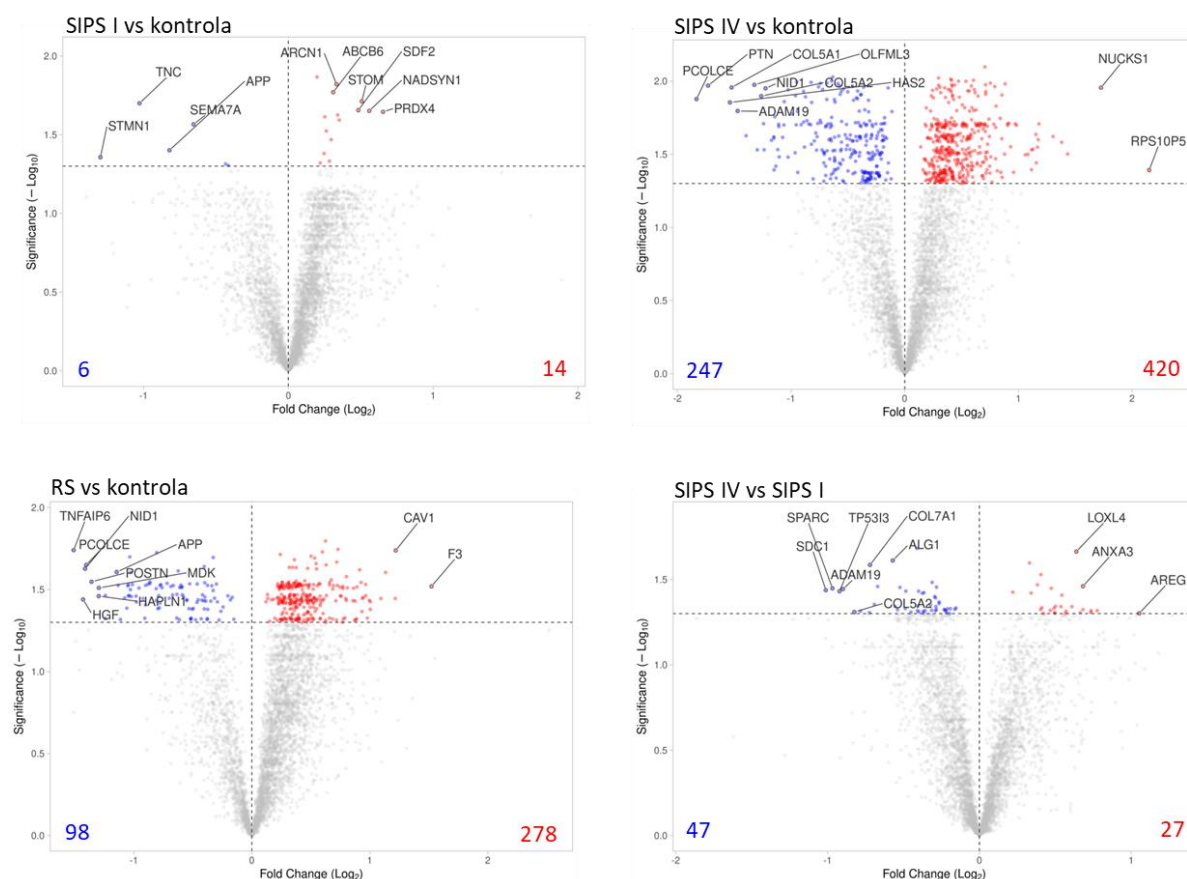 SIPS I vs kontrola
2.0
1.5
1.0
0.5
0.0
Significance (− Log₁₀)
TNC
APP
SEMA7A
STMN1
ARCN1
ABCB6
SDF2
STOM
NADSYN1
PRDX4
6
14
-1
0
1
2
Fold Change (Log₂)
SIPS IV vs kontrola
2.0
1.5
1.0
0.5
0.0
Significance (− Log₁₀)
PTN
COL5A1
OLFML3
PCOLCE
NID1
COL5A2
HAS2
ADAM19
NUCKS1
RPS10P5
247
420
-2
-1
0
1
2
Fold Change (Log₂)
RS vs kontrola
2.0
1.5
1.0
0.5
0.0
Significance (− Log₁₀)
TNFAIP6
NID1
PCOLCE
APP
POSTN
MDK
HAPLN1
HGF
CAV1
F3
98
278
-1
0
1
2
Fold Change (Log₂)
SIPS IV vs SIPS I
1.5
1.0
0.5
0.0
Significance (− Log₁₀)
SPARC
TP53I3
COL7A1
SDC1
ALG1
ADAM19
COL5A2
LOXL4
ANXA3
AREG
47
27
-2
-1
0
1
Fold Change (Log₂)